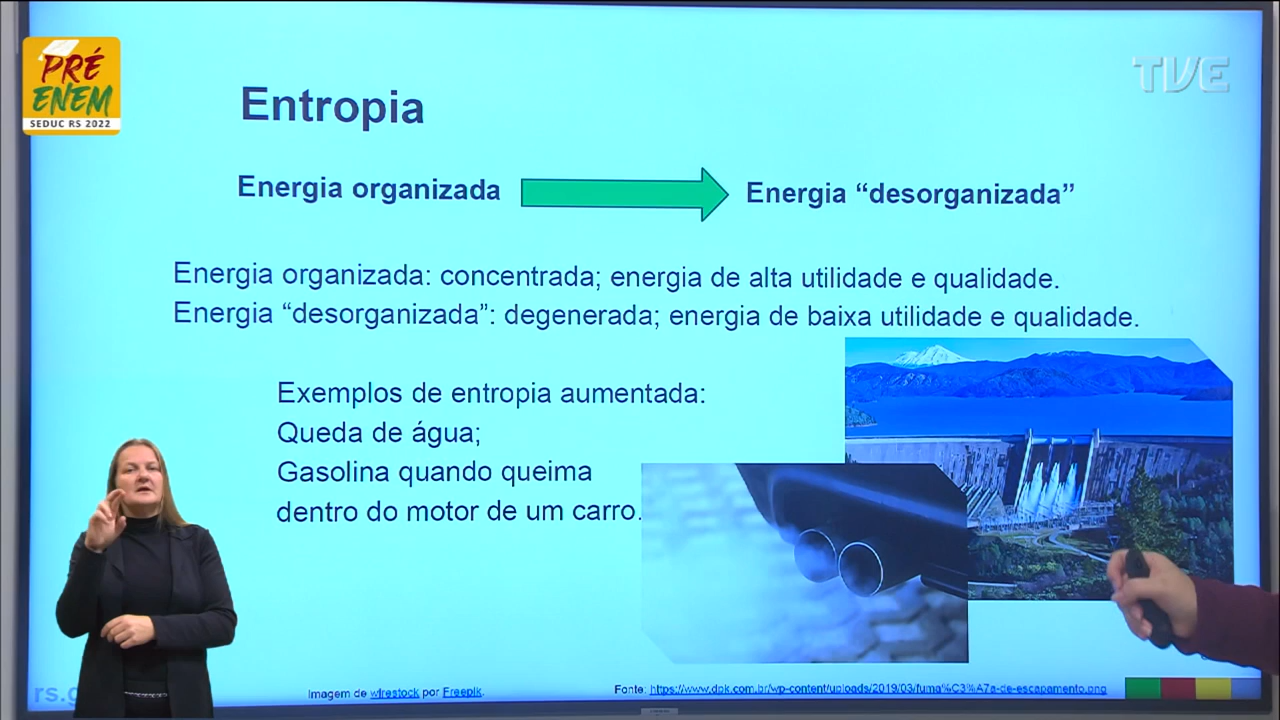 PRÉ
ENEM
SEDUC RS 2022
TVE
Entropia
Energia organizada
Energia “desorganizada”
Energia organizada: concentrada; energia de alta utilidade e qualidade.
Energia “desorganizada”: degenerada; energia de baixa utilidade e qualidade.
Exemplos de entropia aumentada:
Queda de água;
Gasolina quando queima
dentro do motor de um carro.
Imagem de wirestock por Freepik.
Fonte: https://www.dpk.com.br/wp-content/uploads/2019/03/fuma%C3%A7a-de-escapamento.png